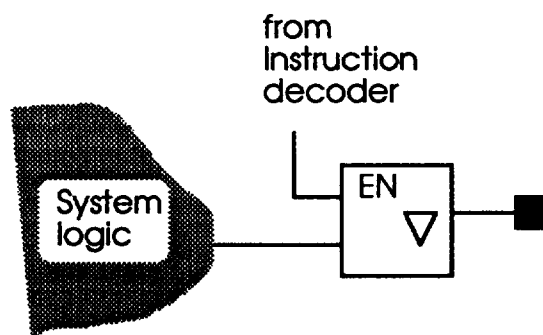 from
Instruction
decoder
EN
System
logic